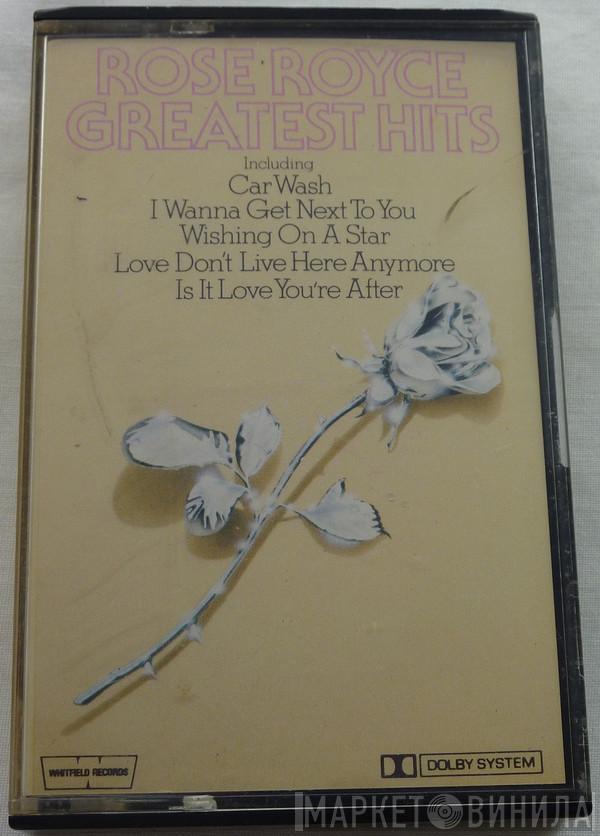 ROSE ROYCE
GREATEST HITS
Including
Car Wash
I Wanna Get Next To You
Wishing On A Star
Love Don't Live Here Anymore
Is It Love You're After
WHITFIELD RECORDS
DOLBY SYSTEM
МАРКЕТ ВИНИЛА